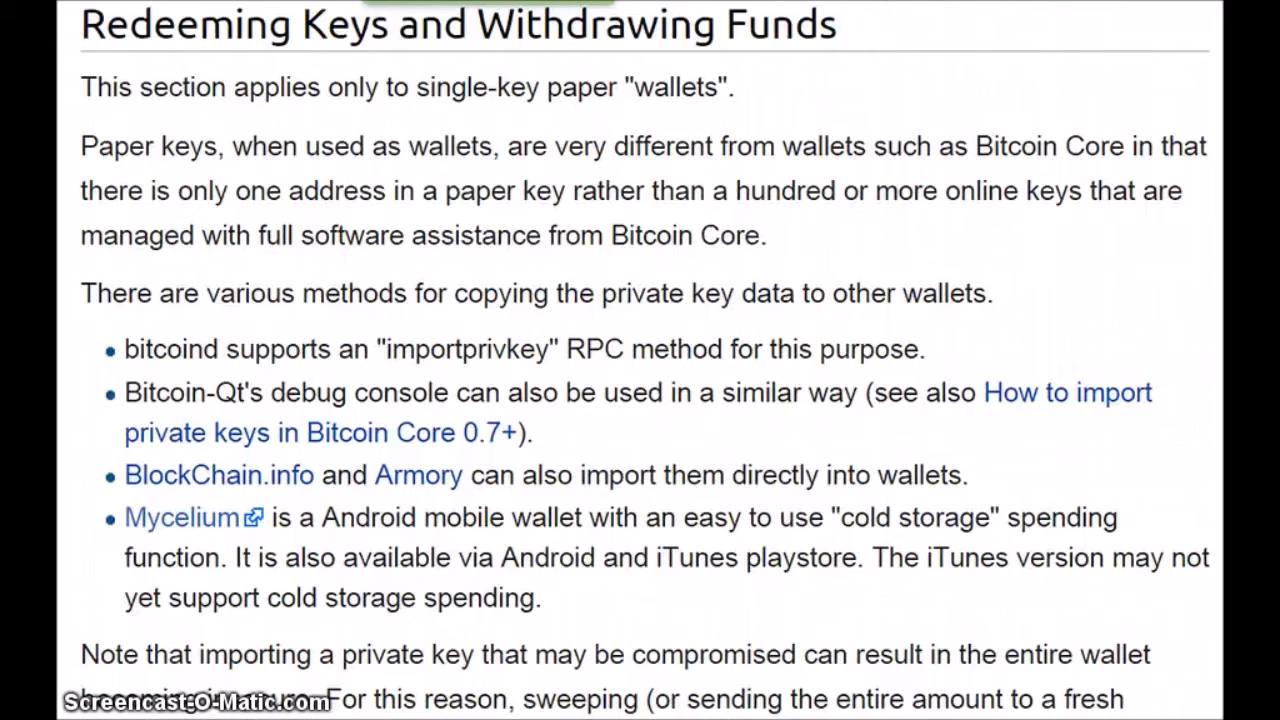 Redeeming Keys and Withdrawing Funds
This section applies only to single-key paper "wallets".
Paper keys, when used as wallets, are very different from wallets such as Bitcoin Core in that
there is only one address in a paper key rather than a hundred or more online keys that are
managed with full software assistance from Bitcoin Core.
There are various methods for copying the private key data to other wallets.
bitcoind supports an "importprivkey" RPC method for this purpose.
Bitcoin-Qt's debug console can also be used in a similar way (see also How to import
private keys in Bitcoin Core 0.7+).
BlockChain.info and Armory can also import them directly into wallets.
Mycelium is a Android mobile wallet with an easy to use "cold storage" spending
function. It is also available via Android and iTunes playstore. The iTunes version may not
yet support cold storage spending.
Note that importing a private key that may be compromised can result in the entire wallet
For this reason, sweeping (or sending the entire amount to a fresh
Screencast-O-Matic.com